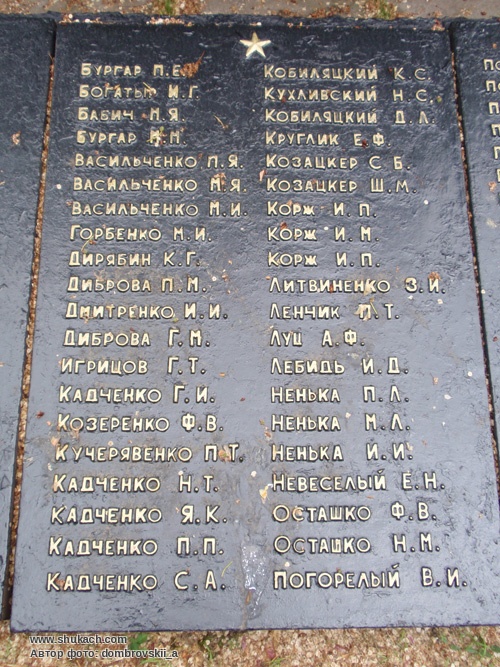 Бургар П.Е.
Богатыр И.Г.
Бабич М.Я.
Бургар М.М.
Васильченко П.Я.
Васильченко М.Я.
Васильченко М.И.
Горбенко М.И.
Дирябин К.Г.
Диброва П.М.
Дмитренко И.И.
Диброва Г.М.
Игрицов Г.Т.
Кадченко Г.И.
Козеренко Ф.В.
Кучерявенко П.Т.
Кадченко Н.Т.
Кадченко Я.К.
Кадченко П.П.
Кадченко С.А.
Кобиляцкий К.С.
Кухливский Н.С.
Кобиляцкий Д.Л.
Круглик Е.Ф.
Козацкер С.Б.
Козацкер Ш.М.
Корж И.П.
Корж И.М.
Корж И.П.
Литвиненко З.И.
Ленчик П.Т.
Луц А.Ф.
Лебидь И.Д.
Ненька П.Л.
Ненька М.Л.
Ненька И.И.
Невеселый Е.Н.
Осташко Ф.В.
Осташко Н.М.
Погорелый В.И.
www.shukach.com
Автор фото: dombrovskii_a